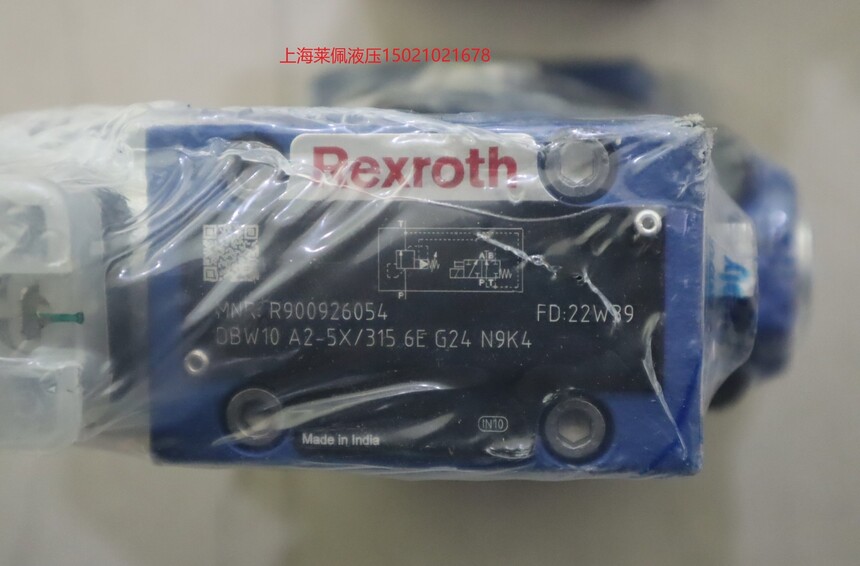 上海莱佩液压15021021678
Rexroth
MNR: R900926054
FD:22W39
DBW10 A2-5X/315 6E G24 N9K4
IN10
Made in India